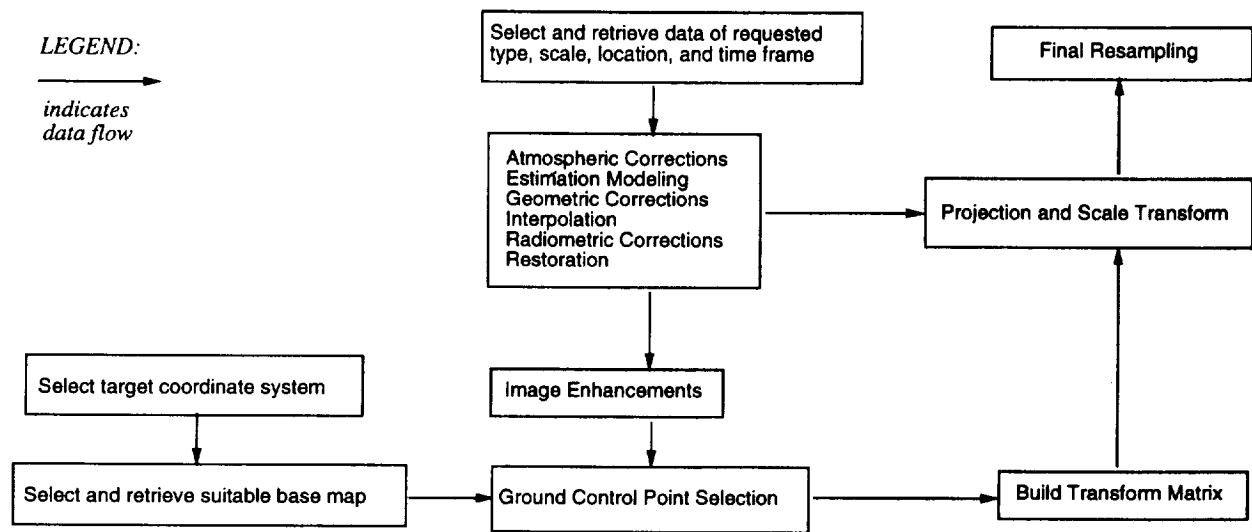 LEGEND:
indicates
data flow
Select and retrieve data of requested
type, scale, location, and time frame
Final Resampling
Atmospheric Corrections
Estimation Modeling
Geometric Corrections
Interpolation
Radiometric Corrections
Restoration
Projection and Scale Transform
Select target coordinate system
Image Enhancements
Select and retrieve suitable base map
Ground Control Point Selection
Build Transform Matrix